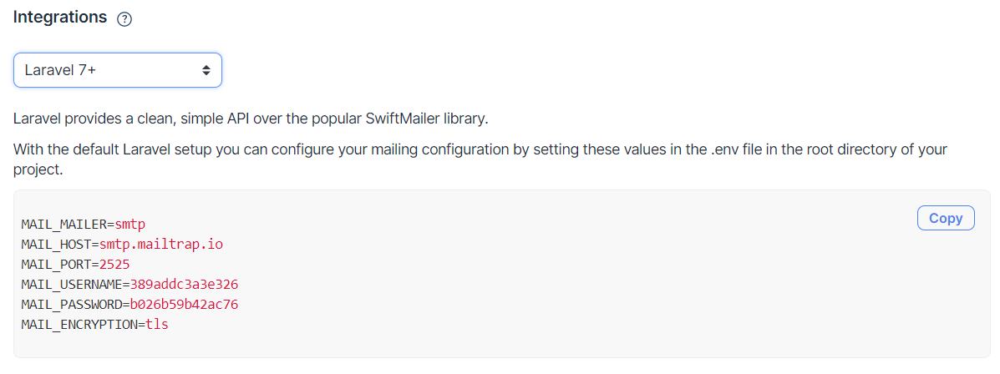 Integrations ?
Laravel 7+
Laravel provides a clean, simple API over the popular SwiftMailer library.
With the default Laravel setup you can configure your mailing configuration by setting these values in the .env file in the root directory of your
project.
Copy
MAIL_MAILER=smtp
MAIL_HOST=smtp.mailtrap.io
MAIL_PORT=2525
MAIL_USERNAME=389addc3a3e326
MAIL_PASSWORD=b026b59b42ac76
MAIL_ENCRYPTION=tls